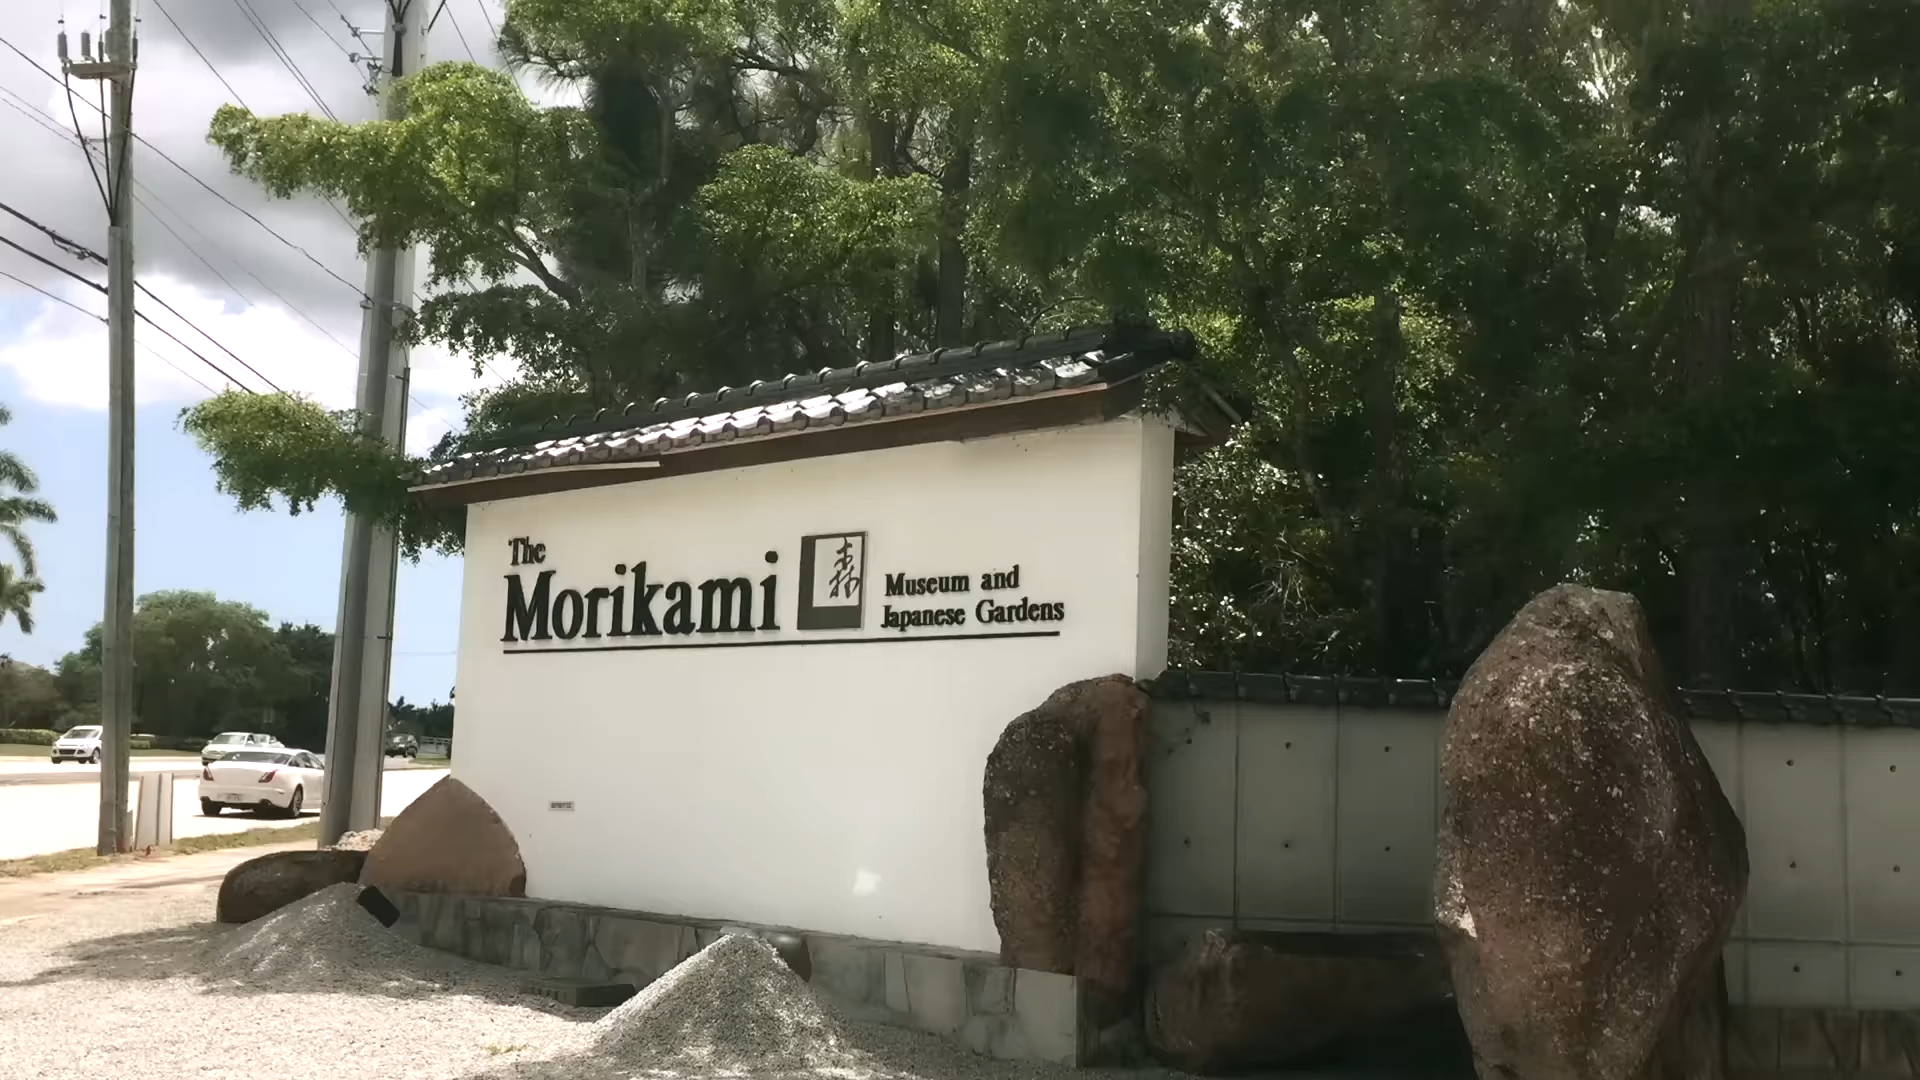 The
Morikami
森
Museum and
Japanese Gardens